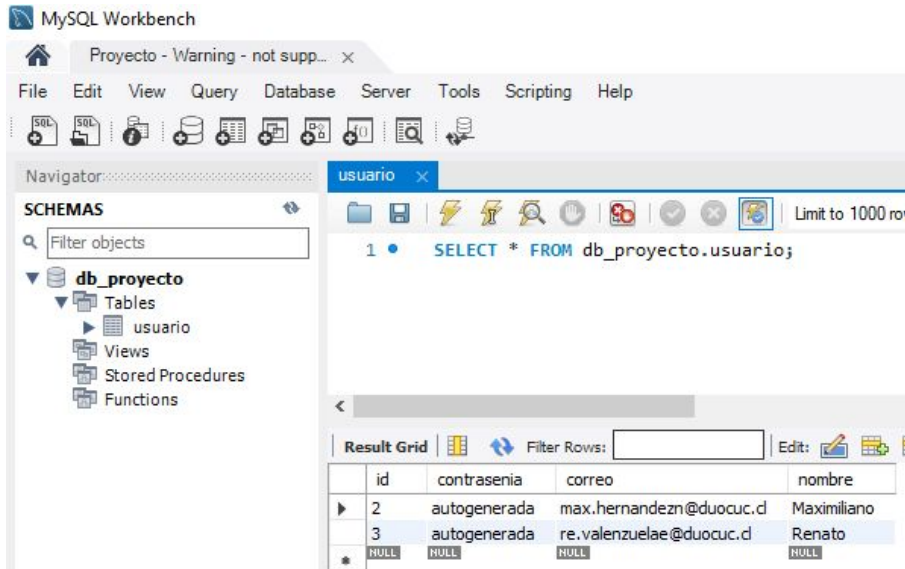 MySQL Workbench
Proyecto - Warning - not supp...
File Edit View Query Database Server Tools Scripting Help
Navigator
usuario
SCHEMAS
Limit to 1000 ro
Filter objects
1 SELECT * FROM db_proyecto.usuario;
db_proyecto
Tables
usuario
Views
Stored Procedures
Functions
Result Grid Filter Rows: Edit:
id contrasenia correo nombre
2 autogenerada max.hernandezn@duocuc.cl Maximiliano
3 autogenerada re.valenzuelae@duocuc.cl Renato
NULL NULL NULL NULL